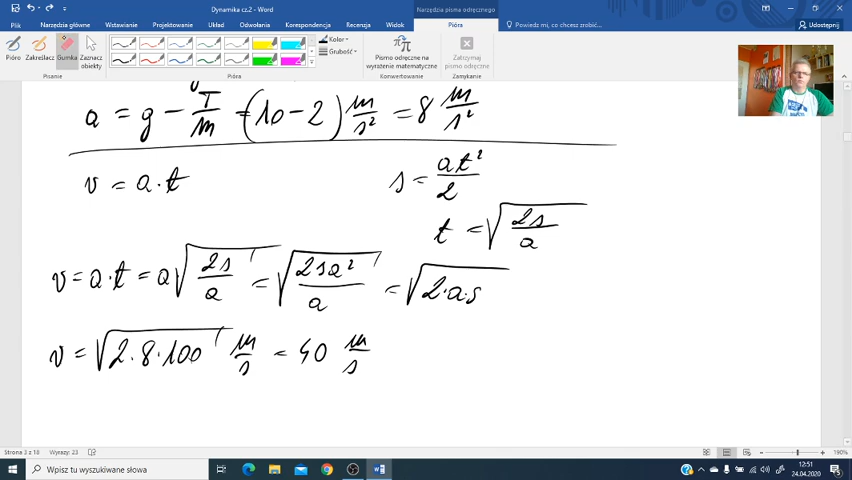 Dynamika cz.2 - Word
Narzędzia pisma odręcznego
Plik Narzędzia główne Wstawianie Projektowanie Układ Odwołania Korespondencja Recenzja Widok Pióra Powiedz mi, co chcesz zrobić. Udostępnij
Pióro Zakreślacz Gumka Zaznacz obiekty
Kolor
Grubość
Pismo odręczne na wyrażenie matematyczne
Zamknij pismo odręczne
Pisanie Pióra Konwertowanie Zamykanie
a = g - T/m = (10-2) m/s² = 8 m/s²
v = a·t
s = at²/2
t = √(2s/a)
v = a·t = a√(2s/a) = √(2sa²/a) = √(2·a·s)
v = √(2·8·100) m/s = 40 m/s
Strona 3 z 18 Wyrazy: 23 190%
Wpisz tu wyszukiwane słowa
12:51
24.04.2020